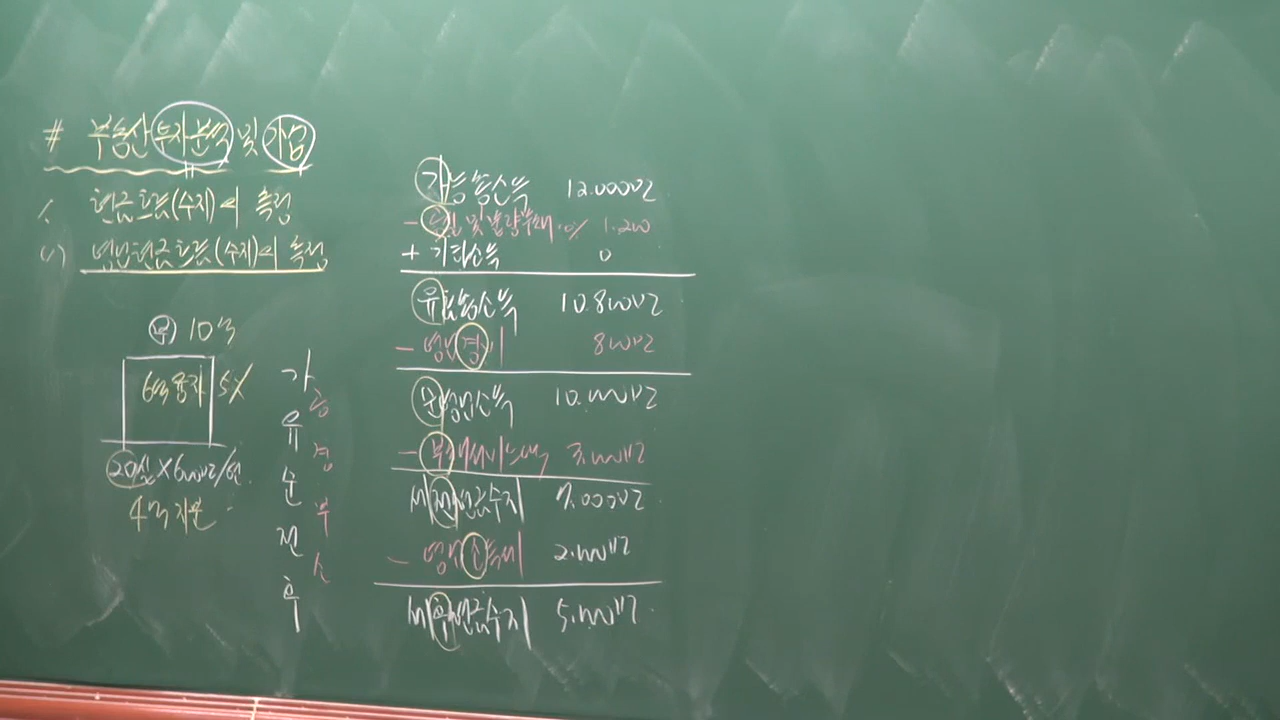 # 부동산 투자분석 및 기법
1. 현금흐름(수지)의 측정
(1) 영업현금흐름(수지)의 측정
부 10억
6억 융자 5%
20실 × 600만/년
4억 지분
가
유
순
전
후
공
경
부
소
가능총소득 12.000만
- 공실 및 불량부채 1.200
+ 기타소득 0
유효총소득 10.800만
- 영업경비 800만
순영업소득 10.000만
- 부채서비스액 3.000만
세전현금수지 7.000만
- 영업소득세 2.000만
세후현금수지 5.000만